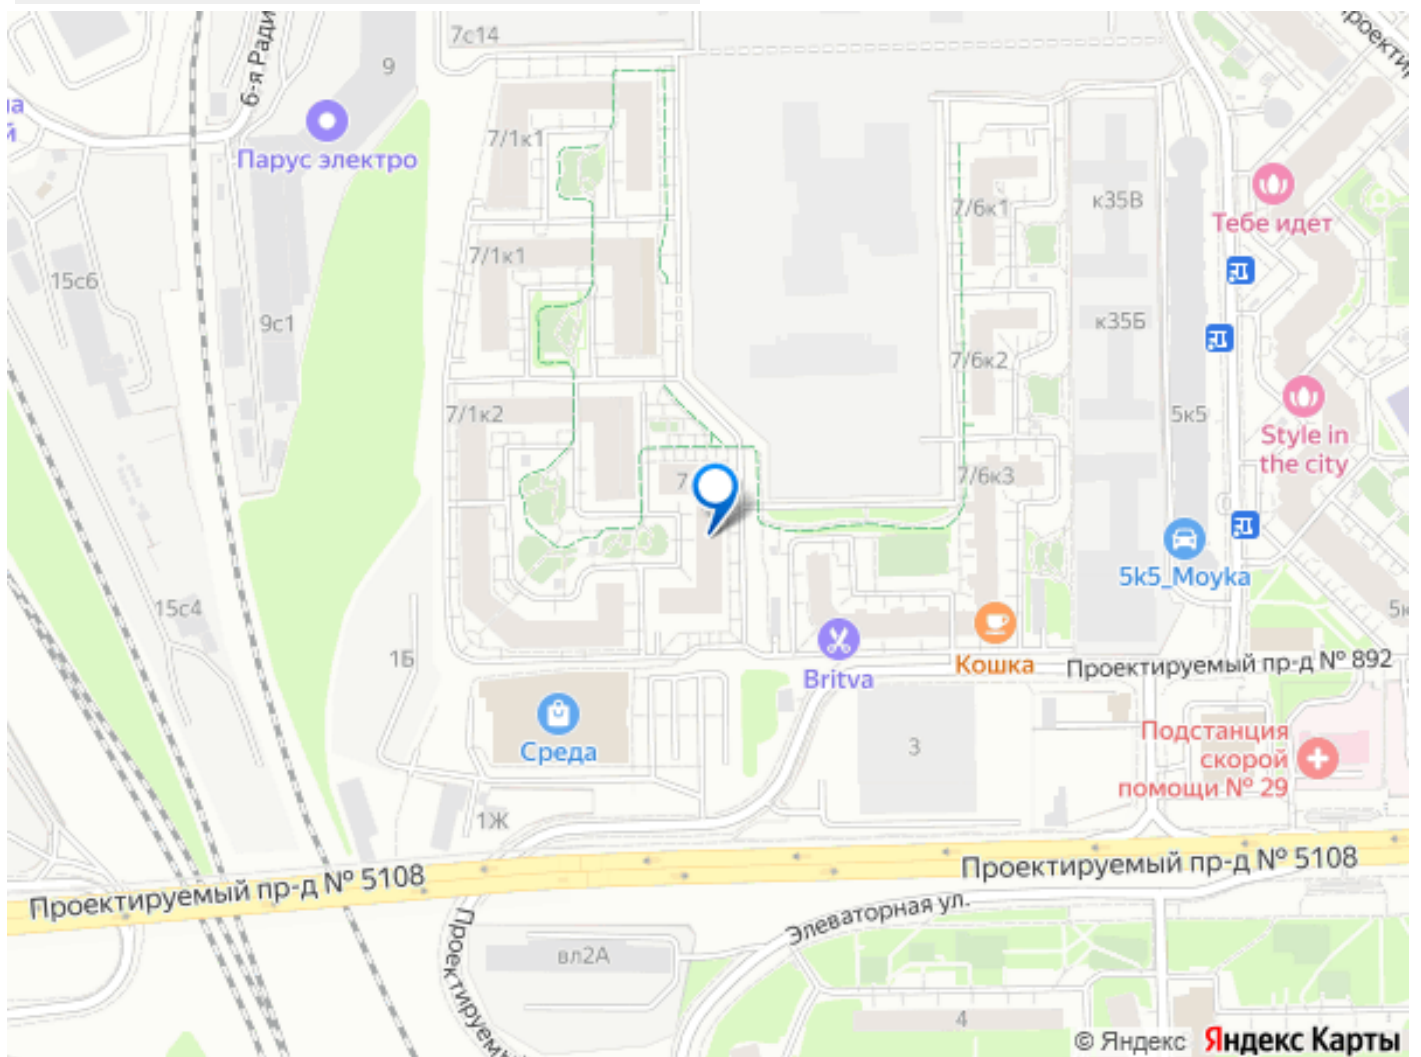 7с14
6-я Ради
9
Парус электро
7/1к1
7/6к1
к35В
Тебе идет
15с6
7/1к1
9с1
к35Б
7/6к2
7/1к2
5к5
Style in
the city
7
7/6к3
5k5_Moyka
15с4
1Б
Britva
Кошка
Проектируемый пр-д № 892
Среда
3
Подстанция
скорой
помощи № 29
1Ж
Проектируемый пр-д № 5108
Проектируемый пр-д № 5108
Элеваторная ул.
вл2А
4
© Яндекс Яндекс Карты